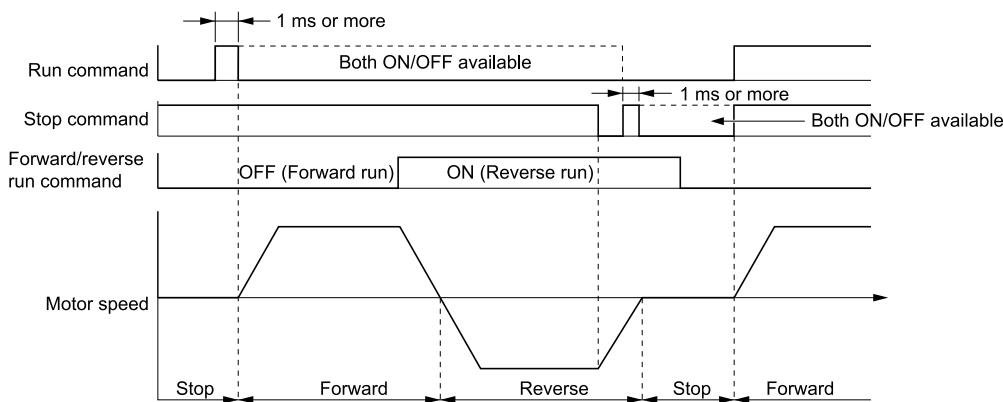 1 ms or more
Run command
Both ON/OFF available
1 ms or more
Stop command
Both ON/OFF available
Forward/reverse
run command
OFF (Forward run)
ON (Reverse run)
Motor speed
Stop
Forward
Reverse
Stop
Forward